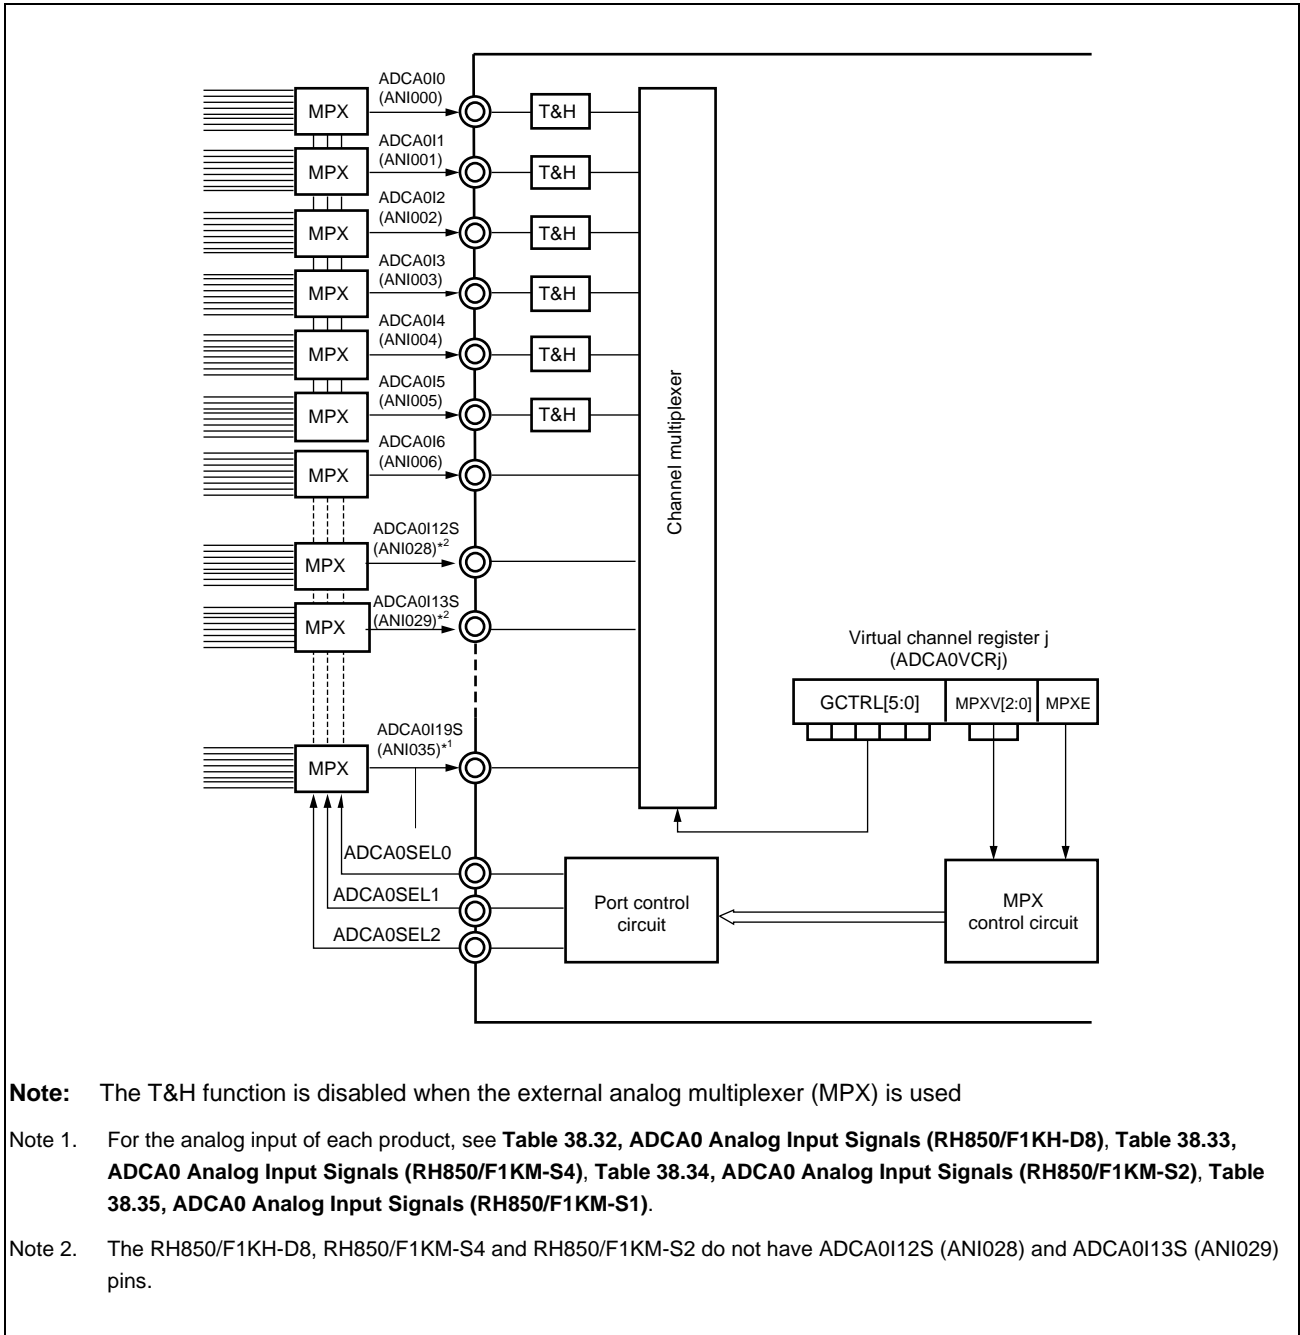 ADCA0I0
(ANI000)
MPX
T&H
ADCA0I1
(ANI001)
MPX
T&H
ADCA0I2
(ANI002)
MPX
T&H
ADCA0I3
(ANI003)
MPX
T&H
ADCA0I4
(ANI004)
MPX
T&H
ADCA0I5
(ANI005)
MPX
T&H
ADCA0I6
(ANI006)
MPX
Channel multiplexer
ADCA0I12S
(ANI028)*2
MPX
ADCA0I13S
(ANI029)*2
MPX
Virtual channel register j
(ADCA0VCRj)
GCTRL[5:0] MPXV[2:0] MPXE
ADCA0I19S
(ANI035)*1
MPX
ADCA0SEL0
ADCA0SEL1
ADCA0SEL2
Port control
circuit
MPX
control circuit
Note: The T&H function is disabled when the external analog multiplexer (MPX) is used
Note 1. For the analog input of each product, see Table 38.32, ADCA0 Analog Input Signals (RH850/F1KH-D8), Table 38.33,
ADCA0 Analog Input Signals (RH850/F1KM-S4), Table 38.34, ADCA0 Analog Input Signals (RH850/F1KM-S2), Table
38.35, ADCA0 Analog Input Signals (RH850/F1KM-S1).
Note 2. The RH850/F1KH-D8, RH850/F1KM-S4 and RH850/F1KM-S2 do not have ADCA0I12S (ANI028) and ADCA0I13S (ANI029)
pins.